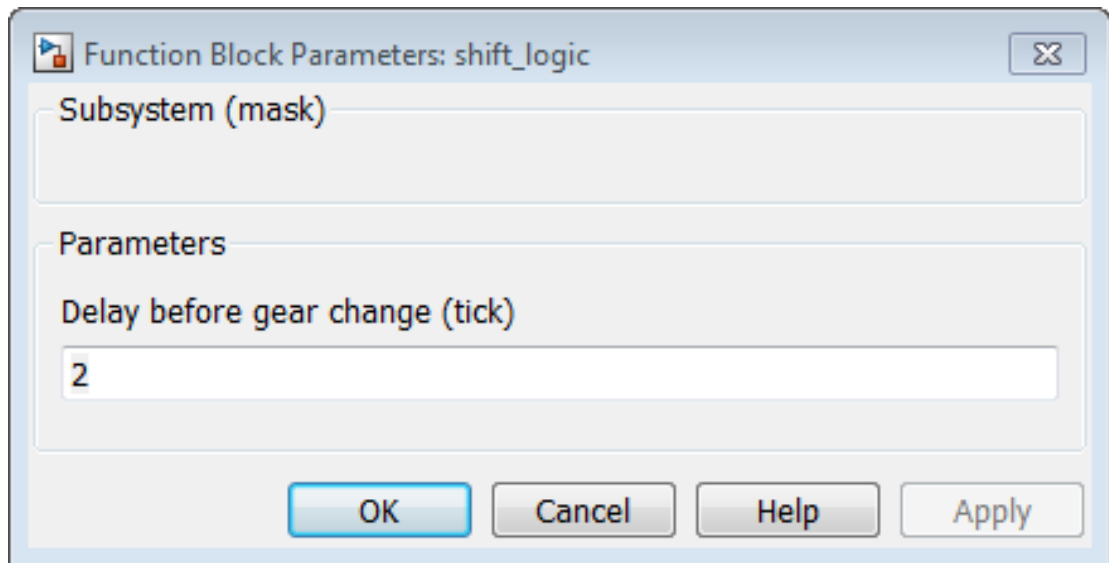 Function Block Parameters: shift_logic
Subsystem (mask)
Parameters
Delay before gear change (tick)
2
OK Cancel Help Apply